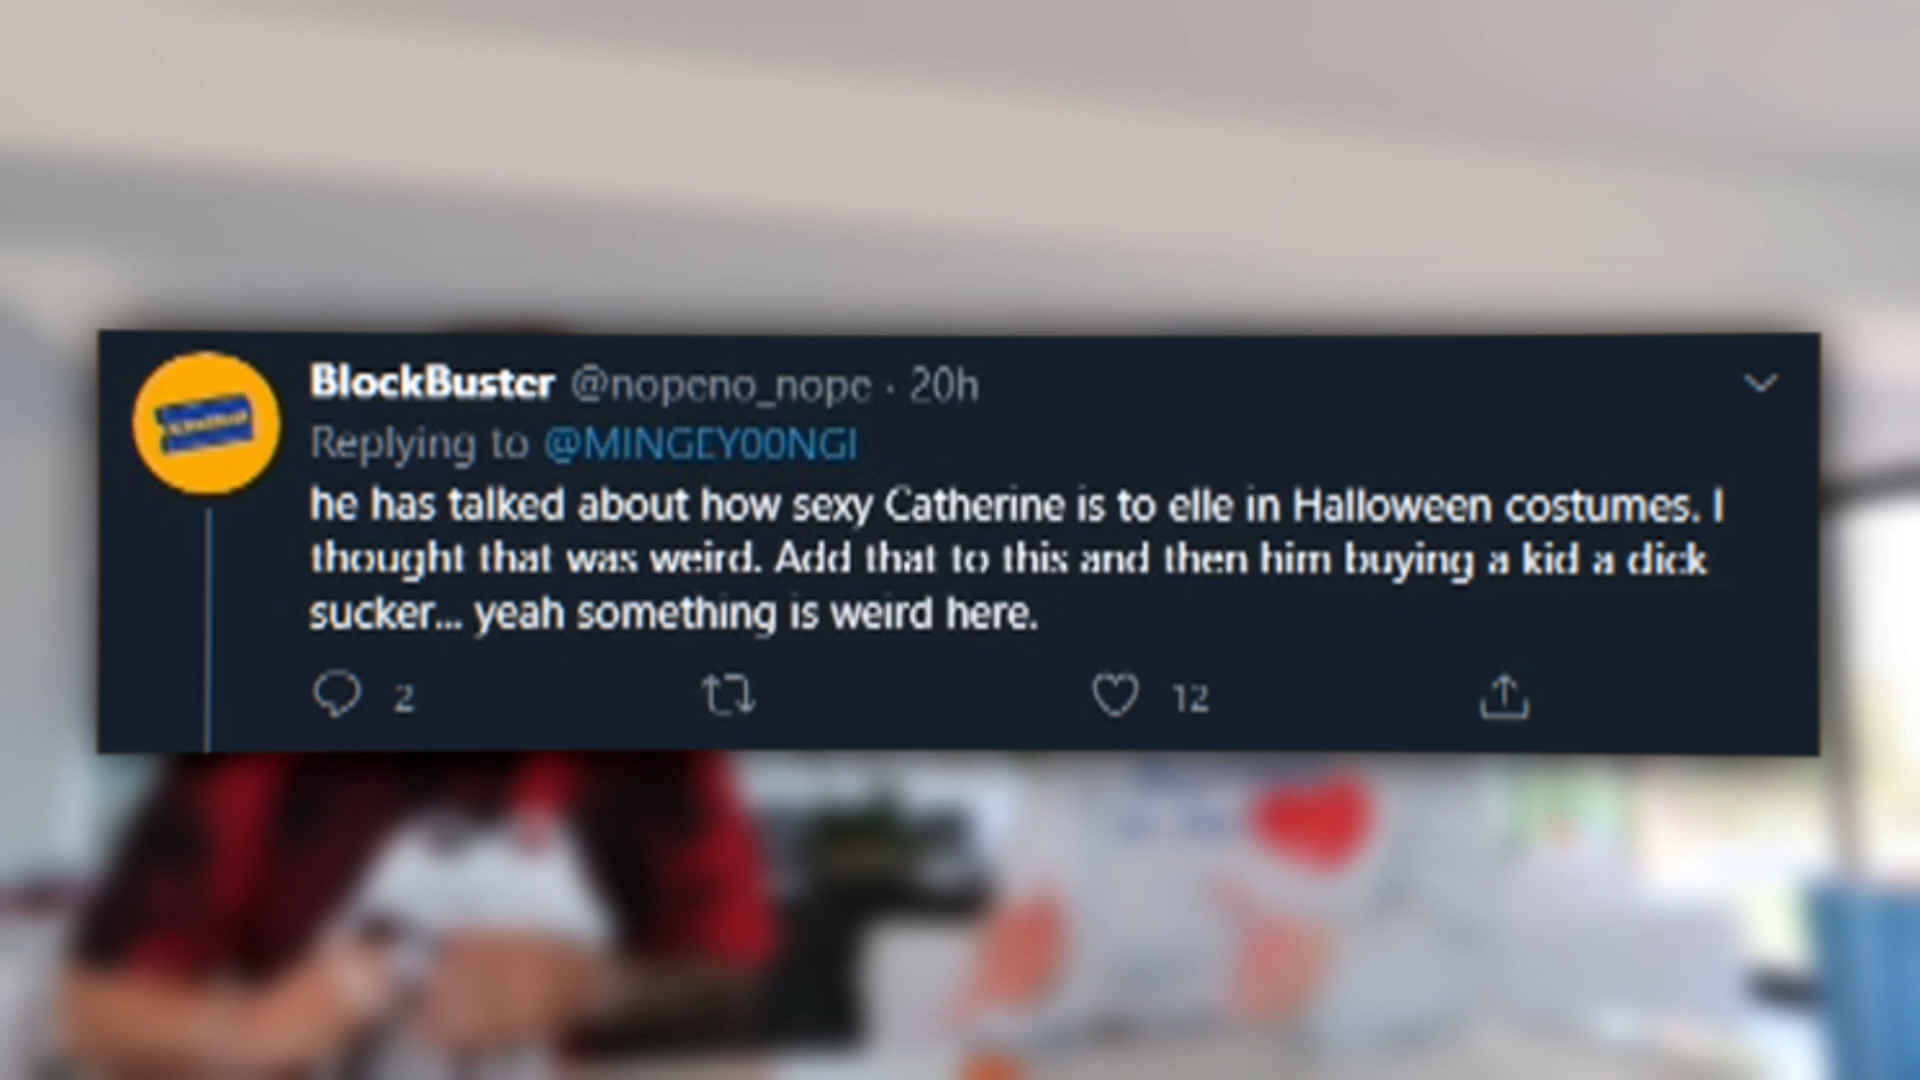 BlockBuster @nopeno_nope · 20h
Replying to @MINGEY00NGI
he has talked about how sexy Catherine is to elle in Halloween costumes. I
thought that was weird. Add that to this and then him buying a kid a dick
sucker... yeah something is weird here.
2 12